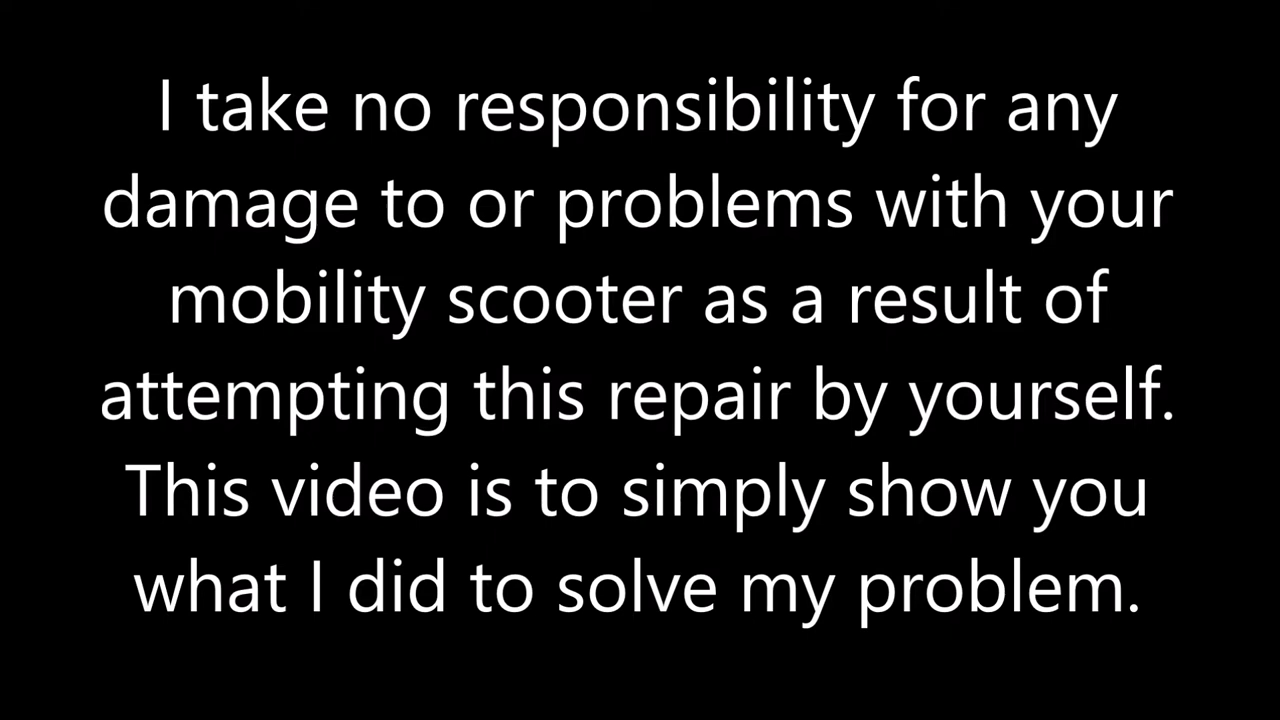 I take no responsibility for any
damage to or problems with your
mobility scooter as a result of
attempting this repair by yourself.
This video is to simply show you
what I did to solve my problem.